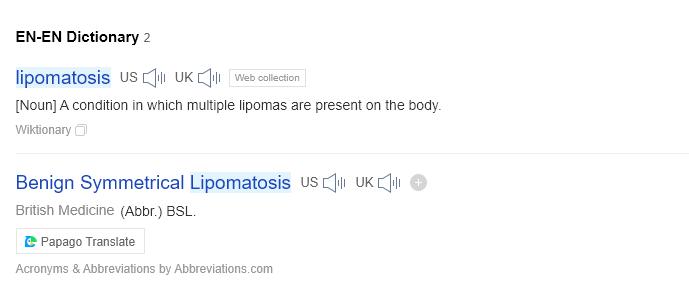 EN-EN Dictionary 2
lipomatosis US UK Web collection
[Noun] A condition in which multiple lipomas are present on the body.
Wiktionary
Benign Symmetrical Lipomatosis US UK
British Medicine (Abbr.) BSL.
Papago Translate
Acronyms & Abbreviations by Abbreviations.com